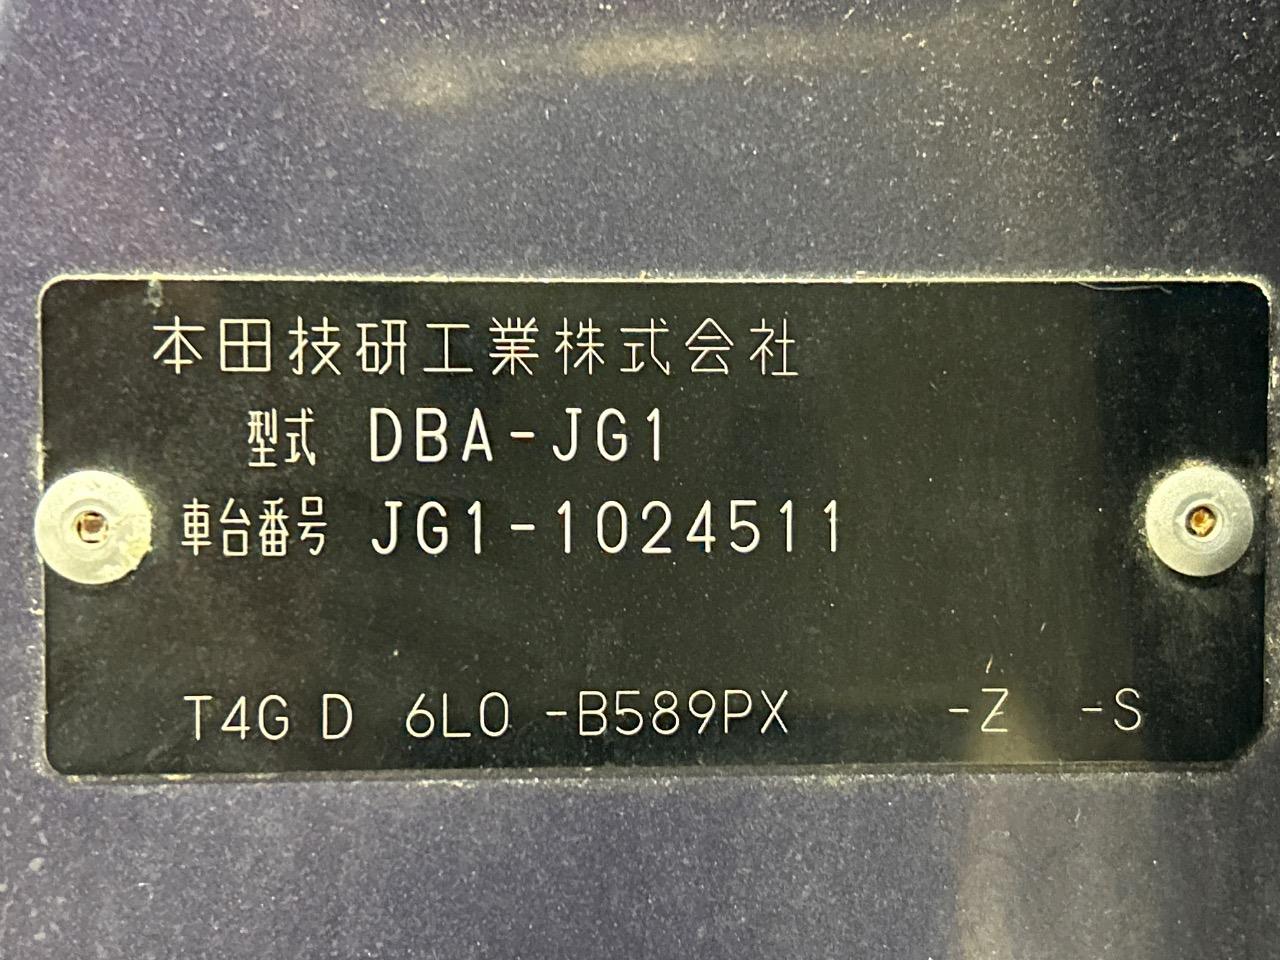 本田技研工業株式会社
型式 DBA-JG1
車台番号 JG1-1024511
T4G D 6L0 -B589PX -Z -S